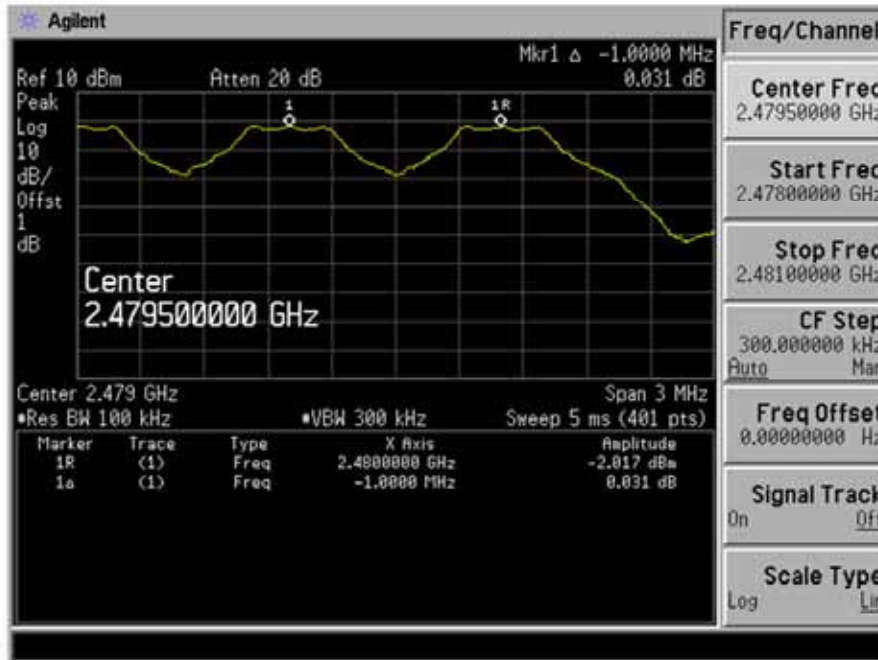 Agilent
Freq/Channel
Mkr1 Δ -1.0000 MHz
Ref 10 dBm Atten 20 dB 0.031 dB
Peak
Log
10
dB/
Offst
1
dB
1
1R
Center
2.479500000 GHz
Center 2.479 GHz Span 3 MHz
•Res BW 100 kHz •VBW 300 kHz Sweep 5 ms (401 pts)
Marker Trace Type X Axis Amplitude
1R (1) Freq 2.4800000 GHz -2.017 dBm
1Δ (1) Freq -1.0000 MHz 0.031 dB
Center Freq
2.47950000 GHz
Start Freq
2.47800000 GHz
Stop Freq
2.48100000 GHz
CF Step
300.000000 kHz
Auto Man
Freq Offset
0.00000000 Hz
Signal Track
On Off
Scale Type
Log Lin